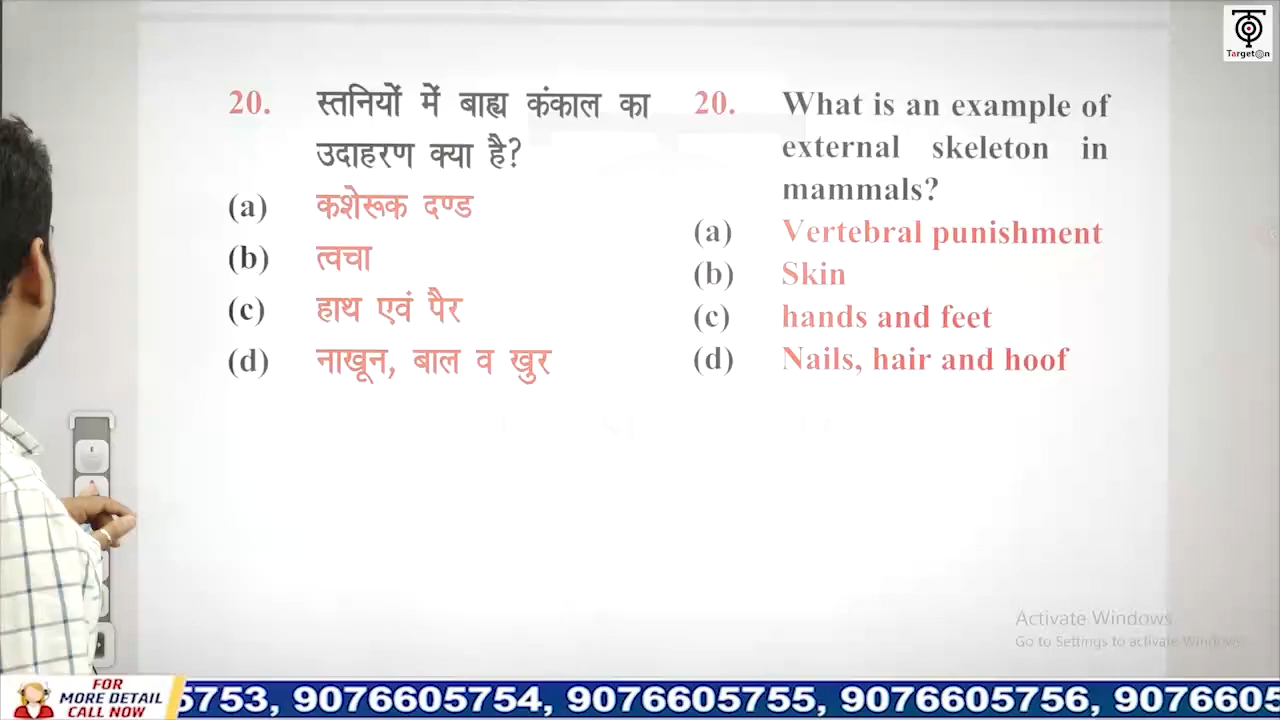 Target@n
20. स्तनियों में बाह्य कंकाल का
उदाहरण क्या है?
(a) कशेरूक दण्ड
(b) त्वचा
(c) हाथ एवं पैर
(d) नाखून, बाल व खुर
20. What is an example of
external skeleton in
mammals?
(a) Vertebral punishment
(b) Skin
(c) hands and feet
(d) Nails, hair and hoof
Activate Windows
Go to Settings to activate Windows.
FOR
MORE DETAIL
CALL NOW
5753, 9076605754, 9076605755, 9076605756, 9076605